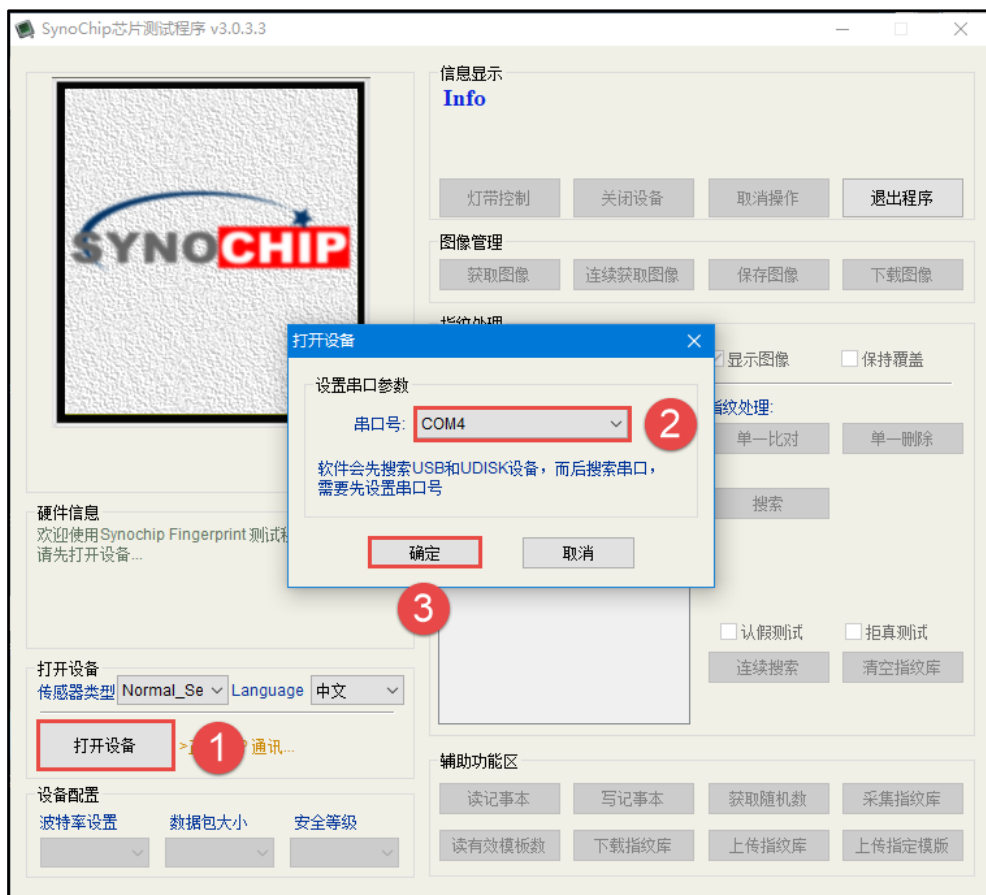 SynoChip芯片测试程序 v3.0.3.3
SYNOCHIP
信息显示
Info
灯带控制 关闭设备 取消操作 退出程序
图像管理
获取图像 连续获取图像 保存图像 下载图像
指纹处理
打开设备
设置串口参数
串口号: COM4
2
软件会先搜索USB和UDISK设备，而后搜索串口，
需要先设置串口号
确定 取消
3
显示图像 保持覆盖
指纹处理:
单一比对 单一删除
搜索
认假测试 拒真测试
连续搜索 清空指纹库
硬件信息
欢迎使用Synochip Fingerprint 测试
请先打开设备...
打开设备
传感器类型 Normal_Se Language 中文
打开设备
1
通讯...
设备配置
波特率设置 数据包大小 安全等级
辅助功能区
读记事本 写记事本 获取随机数 采集指纹库
读有效模板数 下载指纹库 上传指纹库 上传指定模版